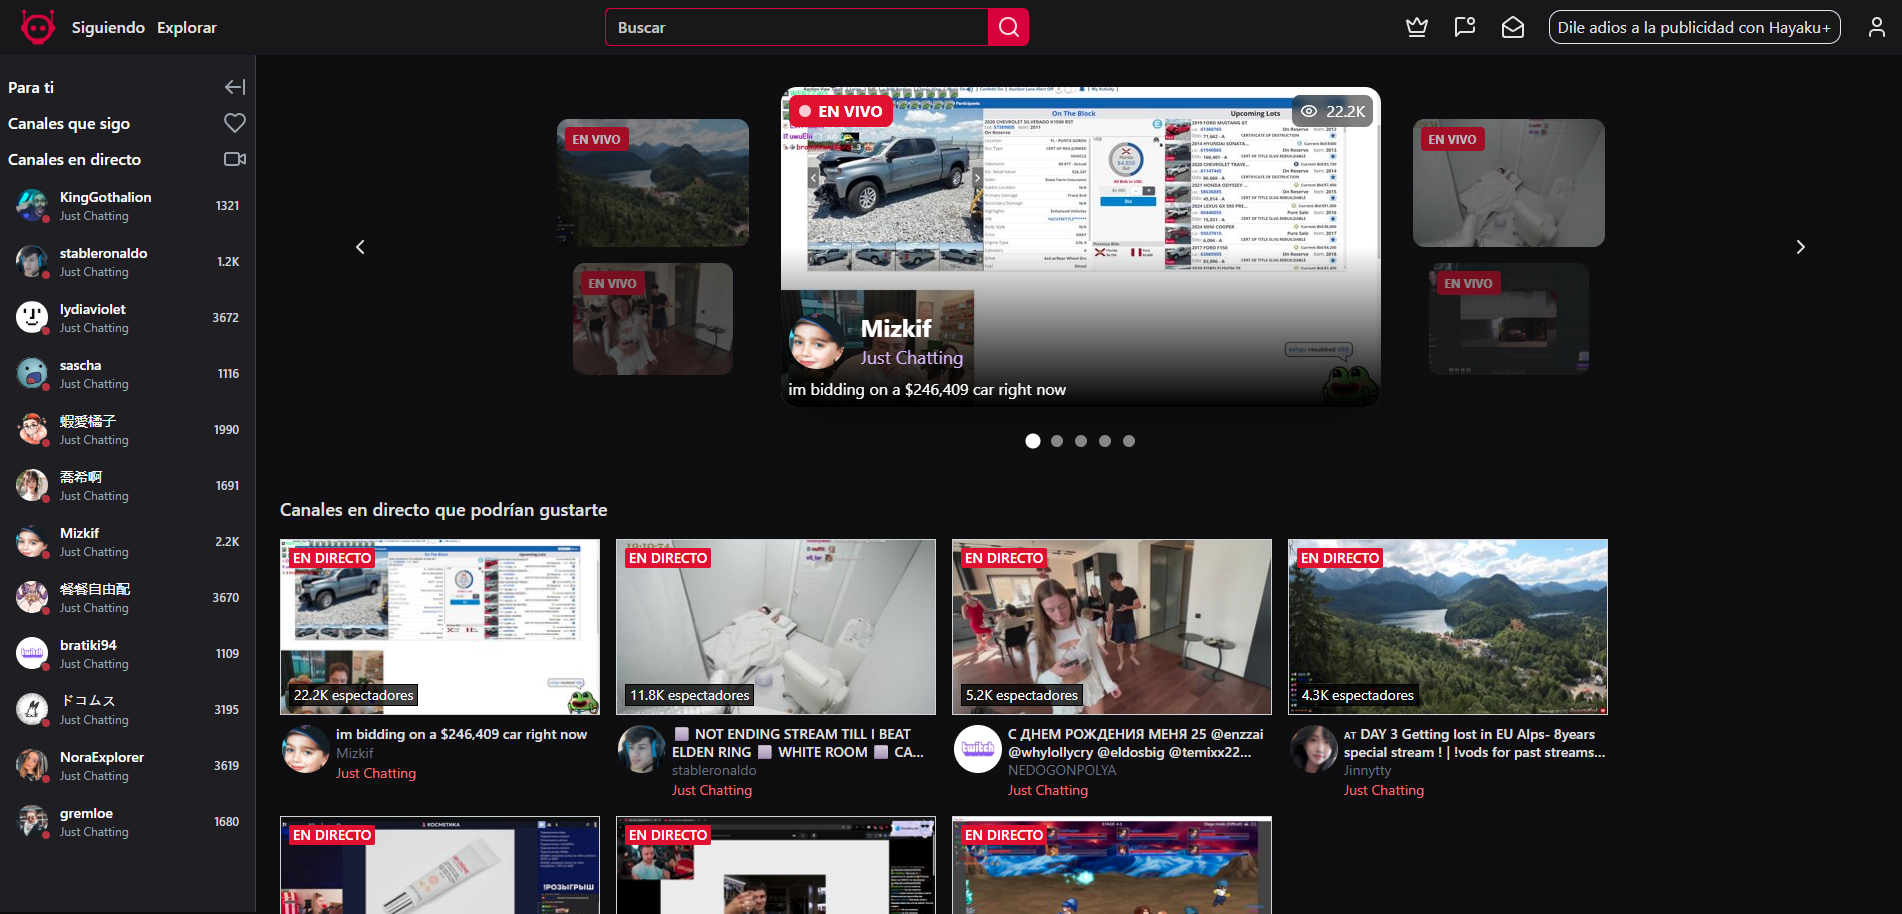 Siguiendo
Explorar
Buscar
Dile adios a la publicidad con Hayaku+
Para ti
Canales que sigo
Canales en directo
KingGothalion
Just Chatting
1321
stableronaldo
Just Chatting
1.2K
lydiaviolet
Just Chatting
3672
sascha
Just Chatting
1116
蝦愛橘子
Just Chatting
1990
喬希啊
Just Chatting
1691
Mizkif
Just Chatting
2.2K
餐餐自由配
Just Chatting
3670
bratiki94
Just Chatting
1109
ドコムス
Just Chatting
3195
NoraExplorer
Just Chatting
3619
gremloe
Just Chatting
1680
EN VIVO
EN VIVO
EN VIVO
22.2K
On The Block
Upcoming Lots
Mizkif
Just Chatting
im bidding on a $246,409 car right now
EN VIVO
EN VIVO
Canales en directo que podrían gustarte
EN DIRECTO
22.2K espectadores
im bidding on a $246,409 car right now
Mizkif
Just Chatting
EN DIRECTO
11.8K espectadores
NOT ENDING STREAM TILL I BEAT
ELDEN RING WHITE ROOM CA...
stableronaldo
Just Chatting
EN DIRECTO
5.2K espectadores
С ДНЕМ РОЖДЕНИЯ МЕНЯ 25 @enzzai
@whylollycry @eldosbig @temixx22...
NEDOGONPOLYA
Just Chatting
EN DIRECTO
4.3K espectadores
AT DAY 3 Getting lost in EU Alps- 8years
special stream ! | !vods for past streams...
Jinnytty
Just Chatting
EN DIRECTO
КОСМЕТИКА
!РОЗЫГРЫШ
EN DIRECTO
EN DIRECTO